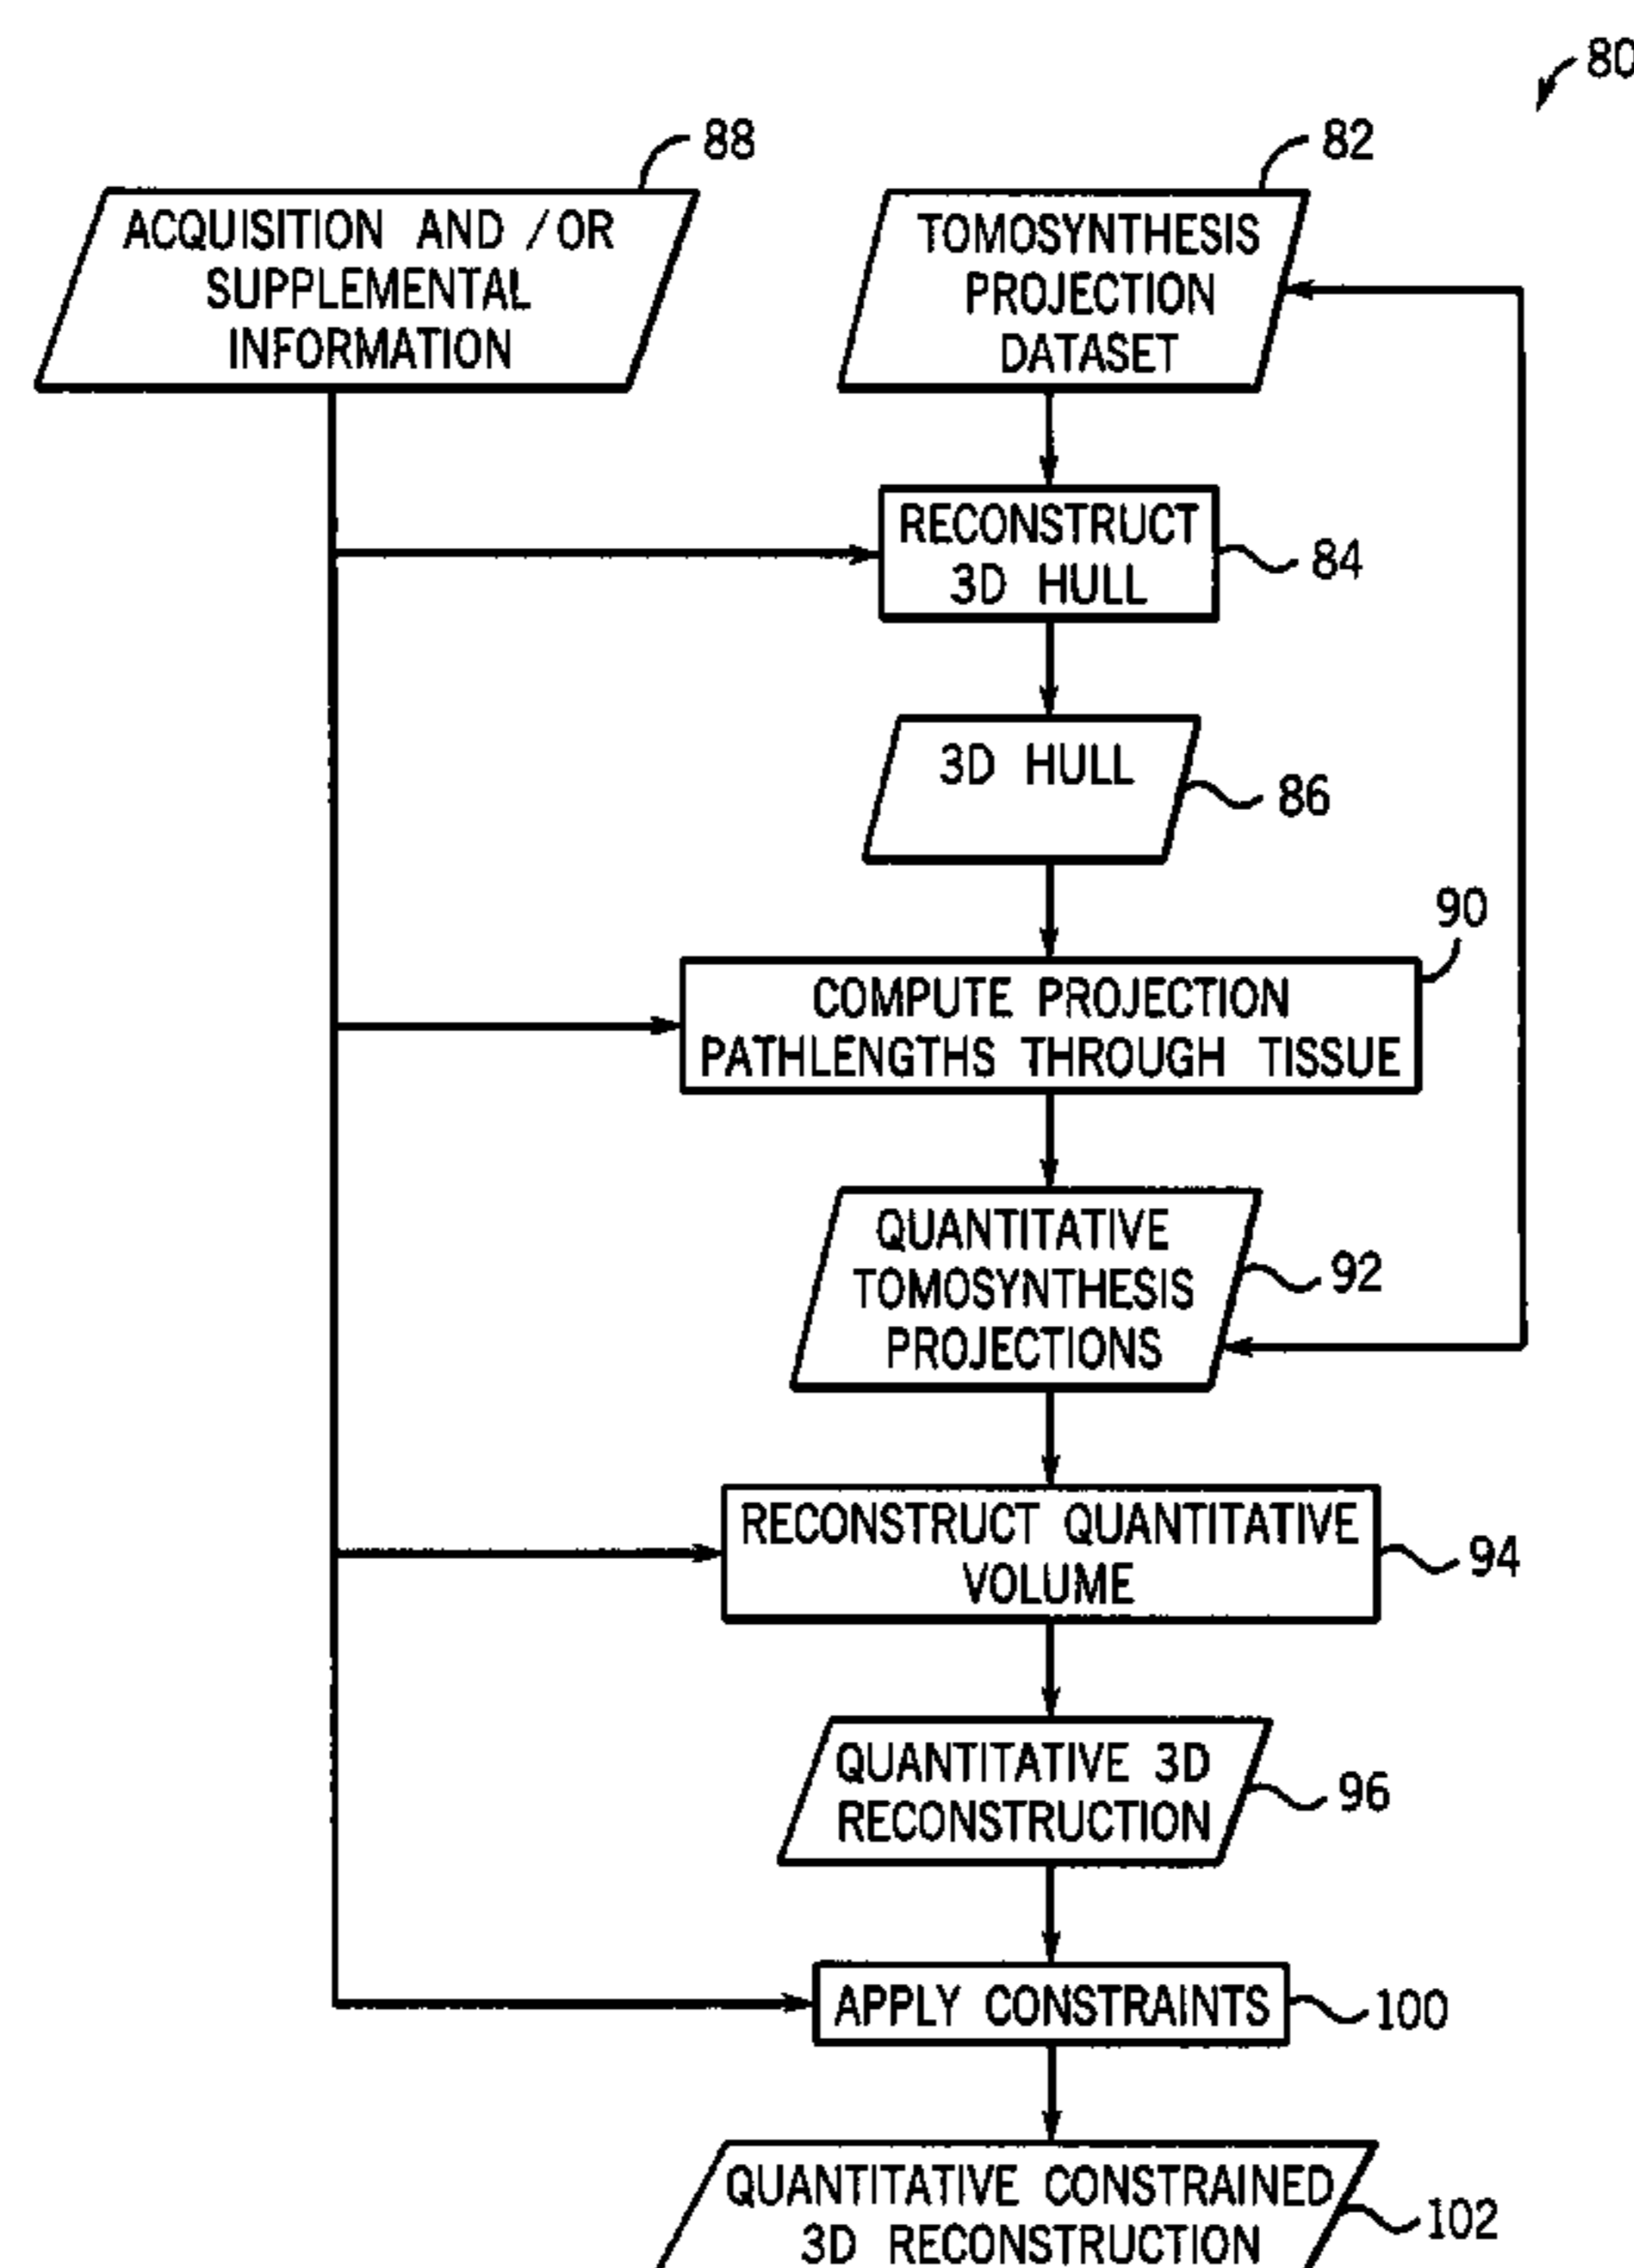 80
88
82
ACQUISITION AND /OR
SUPPLEMENTAL
INFORMATION
TOMOSYNTHESIS
PROJECTION
DATASET
RECONSTRUCT
3D HULL
84
3D HULL
86
90
COMPUTE PROJECTION
PATHLENGTHS THROUGH TISSUE
QUANTITATIVE
TOMOSYNTHESIS
PROJECTIONS
92
RECONSTRUCT QUANTITATIVE
VOLUME
94
QUANTITATIVE 3D
RECONSTRUCTION
96
APPLY CONSTRAINTS
100
QUANTITATIVE CONSTRAINED
3D RECONSTRUCTION
102